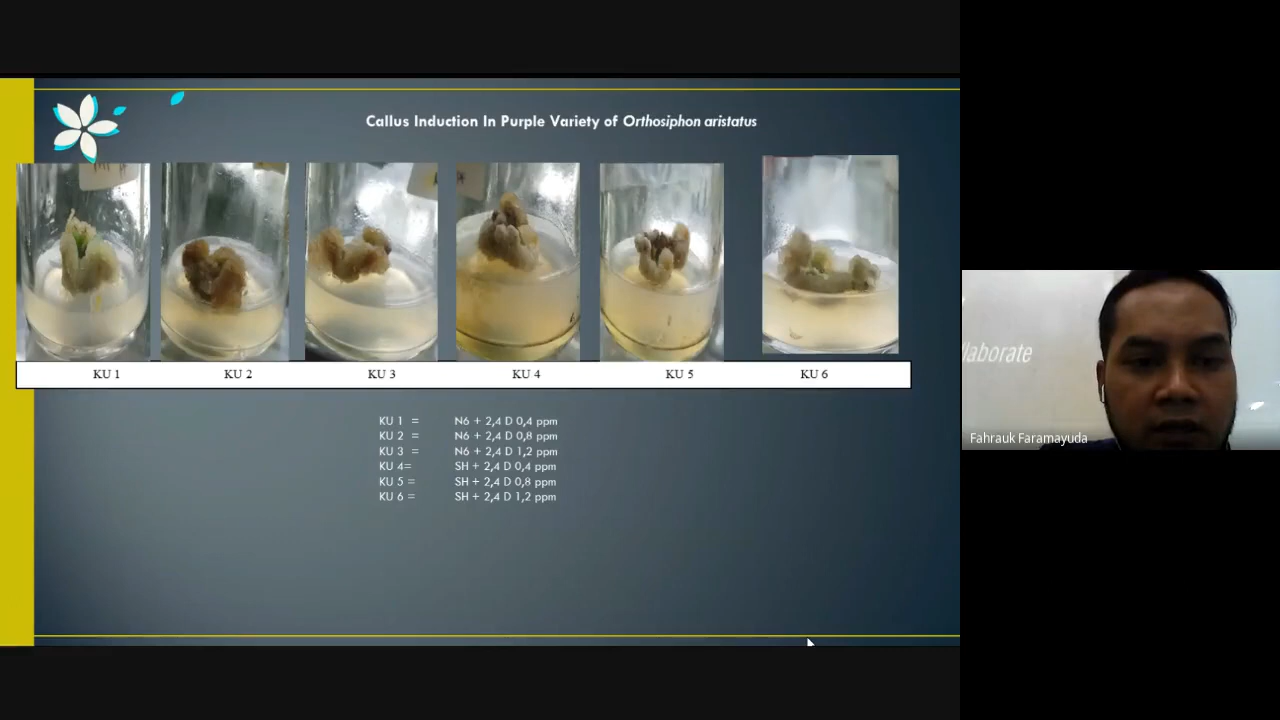 Callus Induction In Purple Variety of Orthosiphon aristatus
KU 1 KU 2 KU 3 KU 4 KU 5 KU 6
KU 1 = N6 + 2,4 D 0,4 ppm
KU 2 = N6 + 2,4 D 0,8 ppm
KU 3 = N6 + 2,4 D 1,2 ppm
KU 4= SH + 2,4 D 0,4 ppm
KU 5 = SH + 2,4 D 0,8 ppm
KU 6 = SH + 2,4 D 1,2 ppm
laborate
Fahrauk Faramayuda